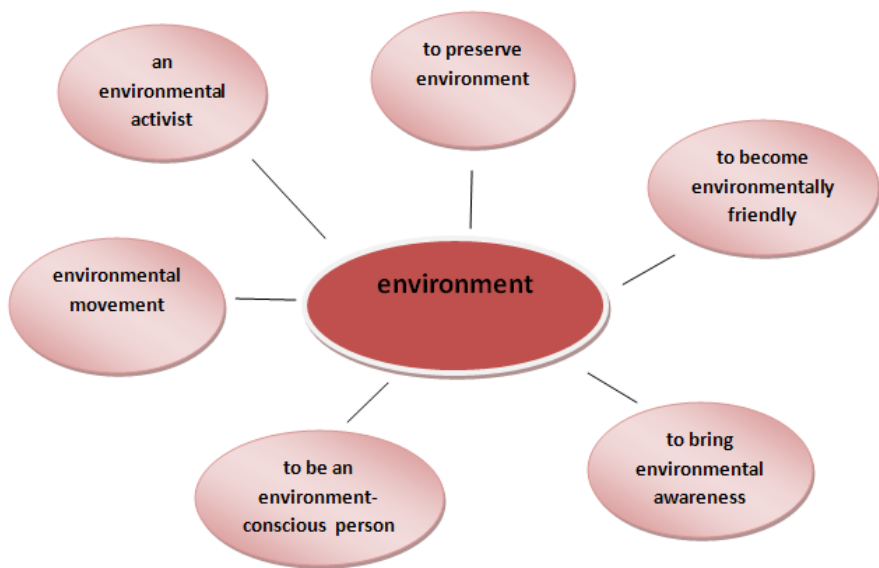 an
environmental
activist
to preserve
environment
to become
environmentally
friendly
environmental
movement
environment
to be an
environment-
conscious person
to bring
environmental
awareness